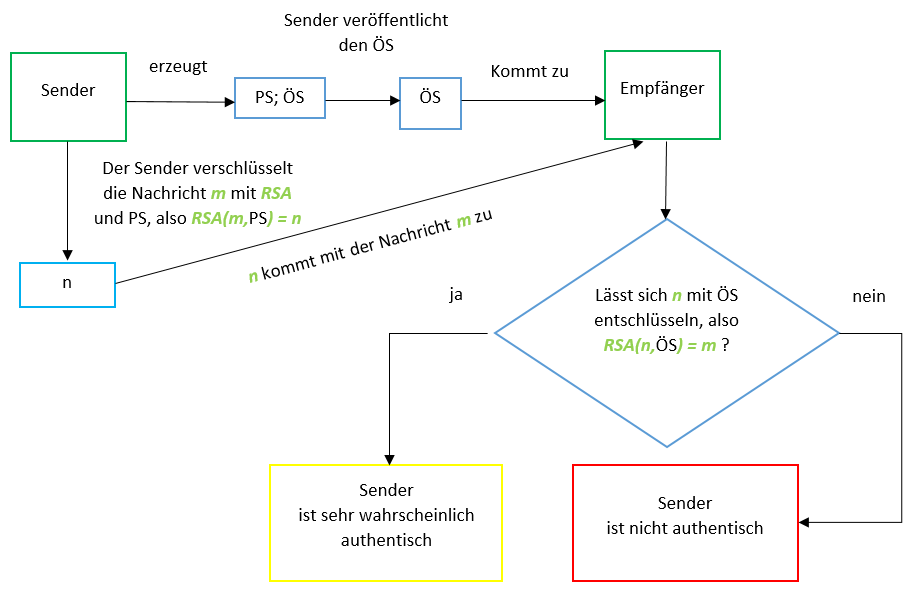 Sender veröffentlicht
den ÖS
erzeugt
Kommt zu
Sender
PS; ÖS
ÖS
Empfänger
Der Sender verschlüsselt
die Nachricht m mit RSA
und PS, also RSA(m,PS) = n
n kommt mit der Nachricht m zu
n
ja
nein
Lässt sich n mit ÖS
entschlüsseln, also
RSA(n,ÖS) = m ?
Sender
ist sehr wahrscheinlich
authentisch
Sender
ist nicht authentisch